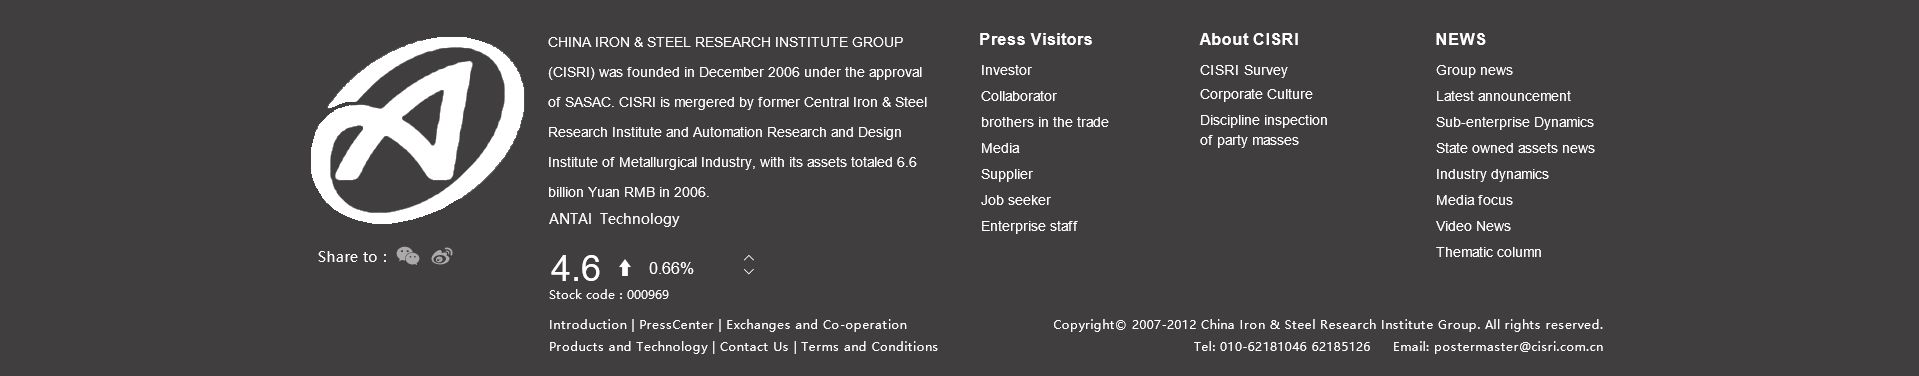 CHINA IRON & STEEL RESEARCH INSTITUTE GROUP
(CISRI) was founded in December 2006 under the approval
of SASAC. CISRI is mergered by former Central Iron & Steel
Research Institute and Automation Research and Design
Institute of Metallurgical Industry, with its assets totaled 6.6
billion Yuan RMB in 2006.
ANTAI Technology
4.6 0.66%
Stock code : 000969
Share to :
Press Visitors
Investor
Collaborator
brothers in the trade
Media
Supplier
Job seeker
Enterprise staff
About CISRI
CISRI Survey
Corporate Culture
Discipline inspection
of party masses
NEWS
Group news
Latest announcement
Sub-enterprise Dynamics
State owned assets news
Industry dynamics
Media focus
Video News
Thematic column
Introduction | PressCenter | Exchanges and Co-operation
Products and Technology | Contact Us | Terms and Conditions
Copyright© 2007-2012 China Iron & Steel Research Institute Group. All rights reserved.
Tel: 010-62181046 62185126 Email: postermaster@cisri.com.cn